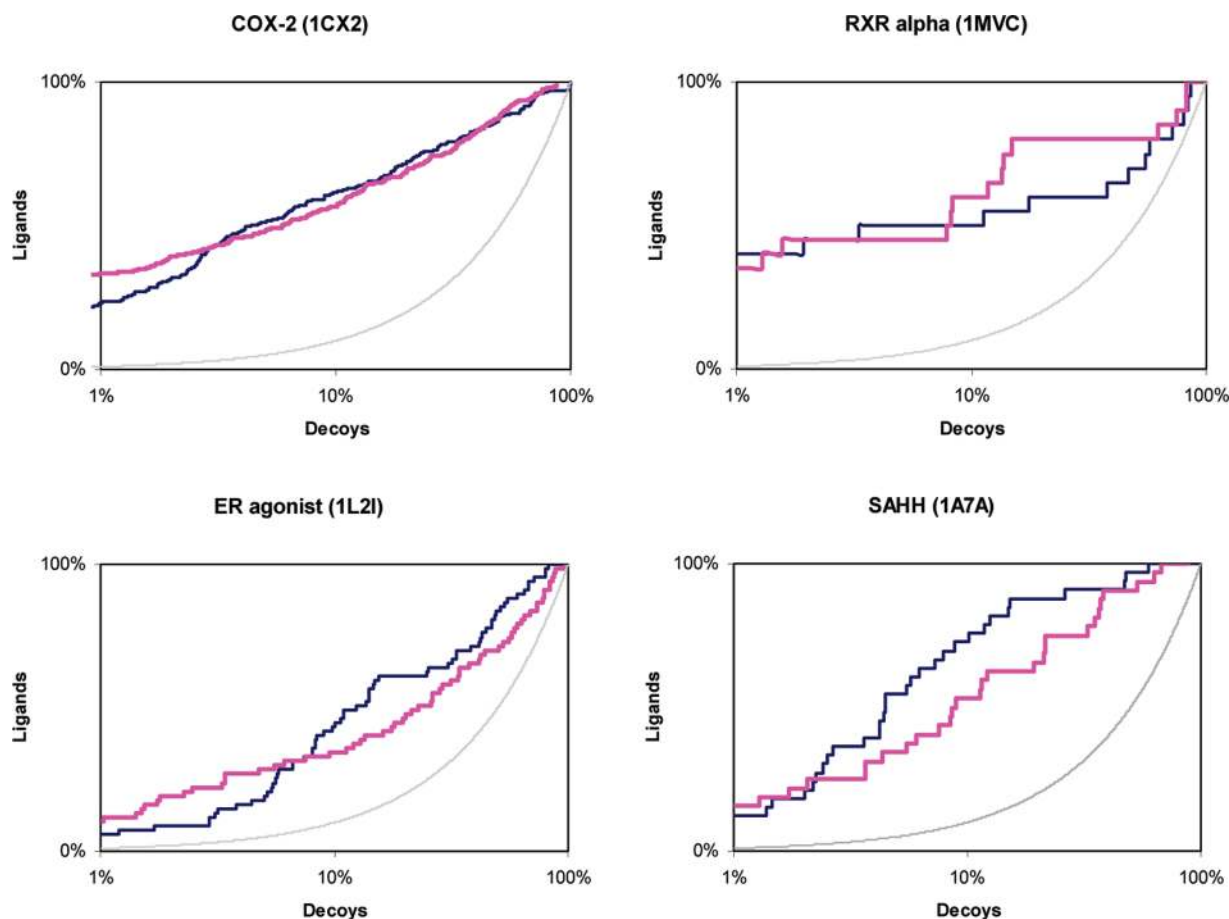 COX-2 (1CX2)
100%
Ligands
0%
1%
10%
100%
Decoys
RXR alpha (1MVC)
100%
Ligands
0%
1%
10%
100%
Decoys
ER agonist (1L2I)
100%
Ligands
0%
1%
10%
100%
Decoys
SAHH (1A7A)
100%
Ligands
0%
1%
10%
100%
Decoys